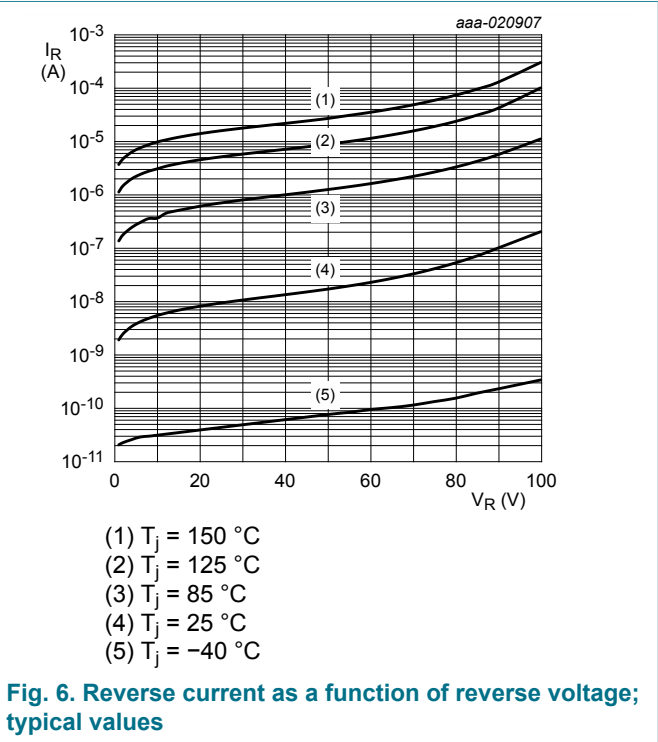 aaa-020907
I_R
(A)
10^-3
10^-4
10^-5
10^-6
10^-7
10^-8
10^-9
10^-10
10^-11
(1)
(2)
(3)
(4)
(5)
0 20 40 60 80 100
V_R (V)
(1) T_j = 150 °C
(2) T_j = 125 °C
(3) T_j = 85 °C
(4) T_j = 25 °C
(5) T_j = −40 °C
Fig. 6. Reverse current as a function of reverse voltage;
typical values